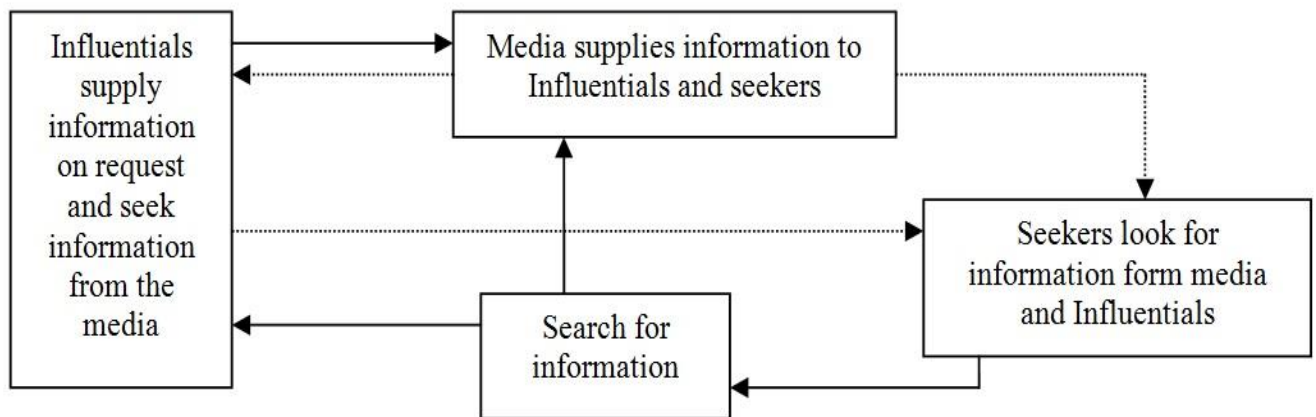 Influentials
supply
information
on request
and seek
information
from the
media
Media supplies information to
Influentials and seekers
Seekers look for
information form media
and Influentials
Search for
information